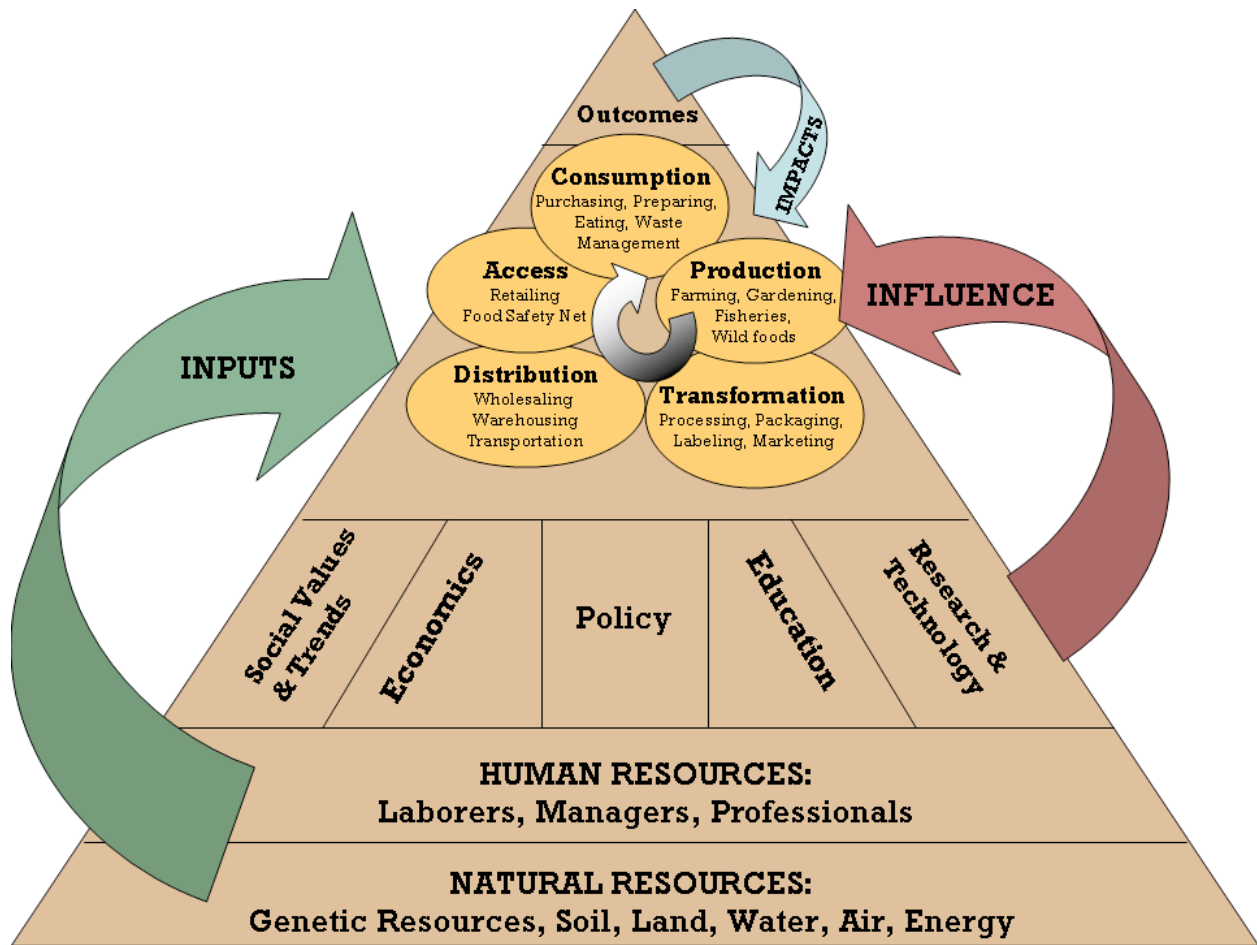 Outcomes
IMPACTS
Consumption
Purchasing, Preparing,
Eating, Waste
Management
Access
Retailing
Food Safety Net
Production
Farming, Gardening,
Fisheries,
Wild foods
INFLUENCE
INPUTS
Distribution
Wholesaling
Warehousing
Transportation
Transformation
Processing, Packaging,
Labeling, Marketing
Social Values
& Trends
Economics
Policy
Education
Research &
Technology
HUMAN RESOURCES:
Laborers, Managers, Professionals
NATURAL RESOURCES:
Genetic Resources, Soil, Land, Water, Air, Energy